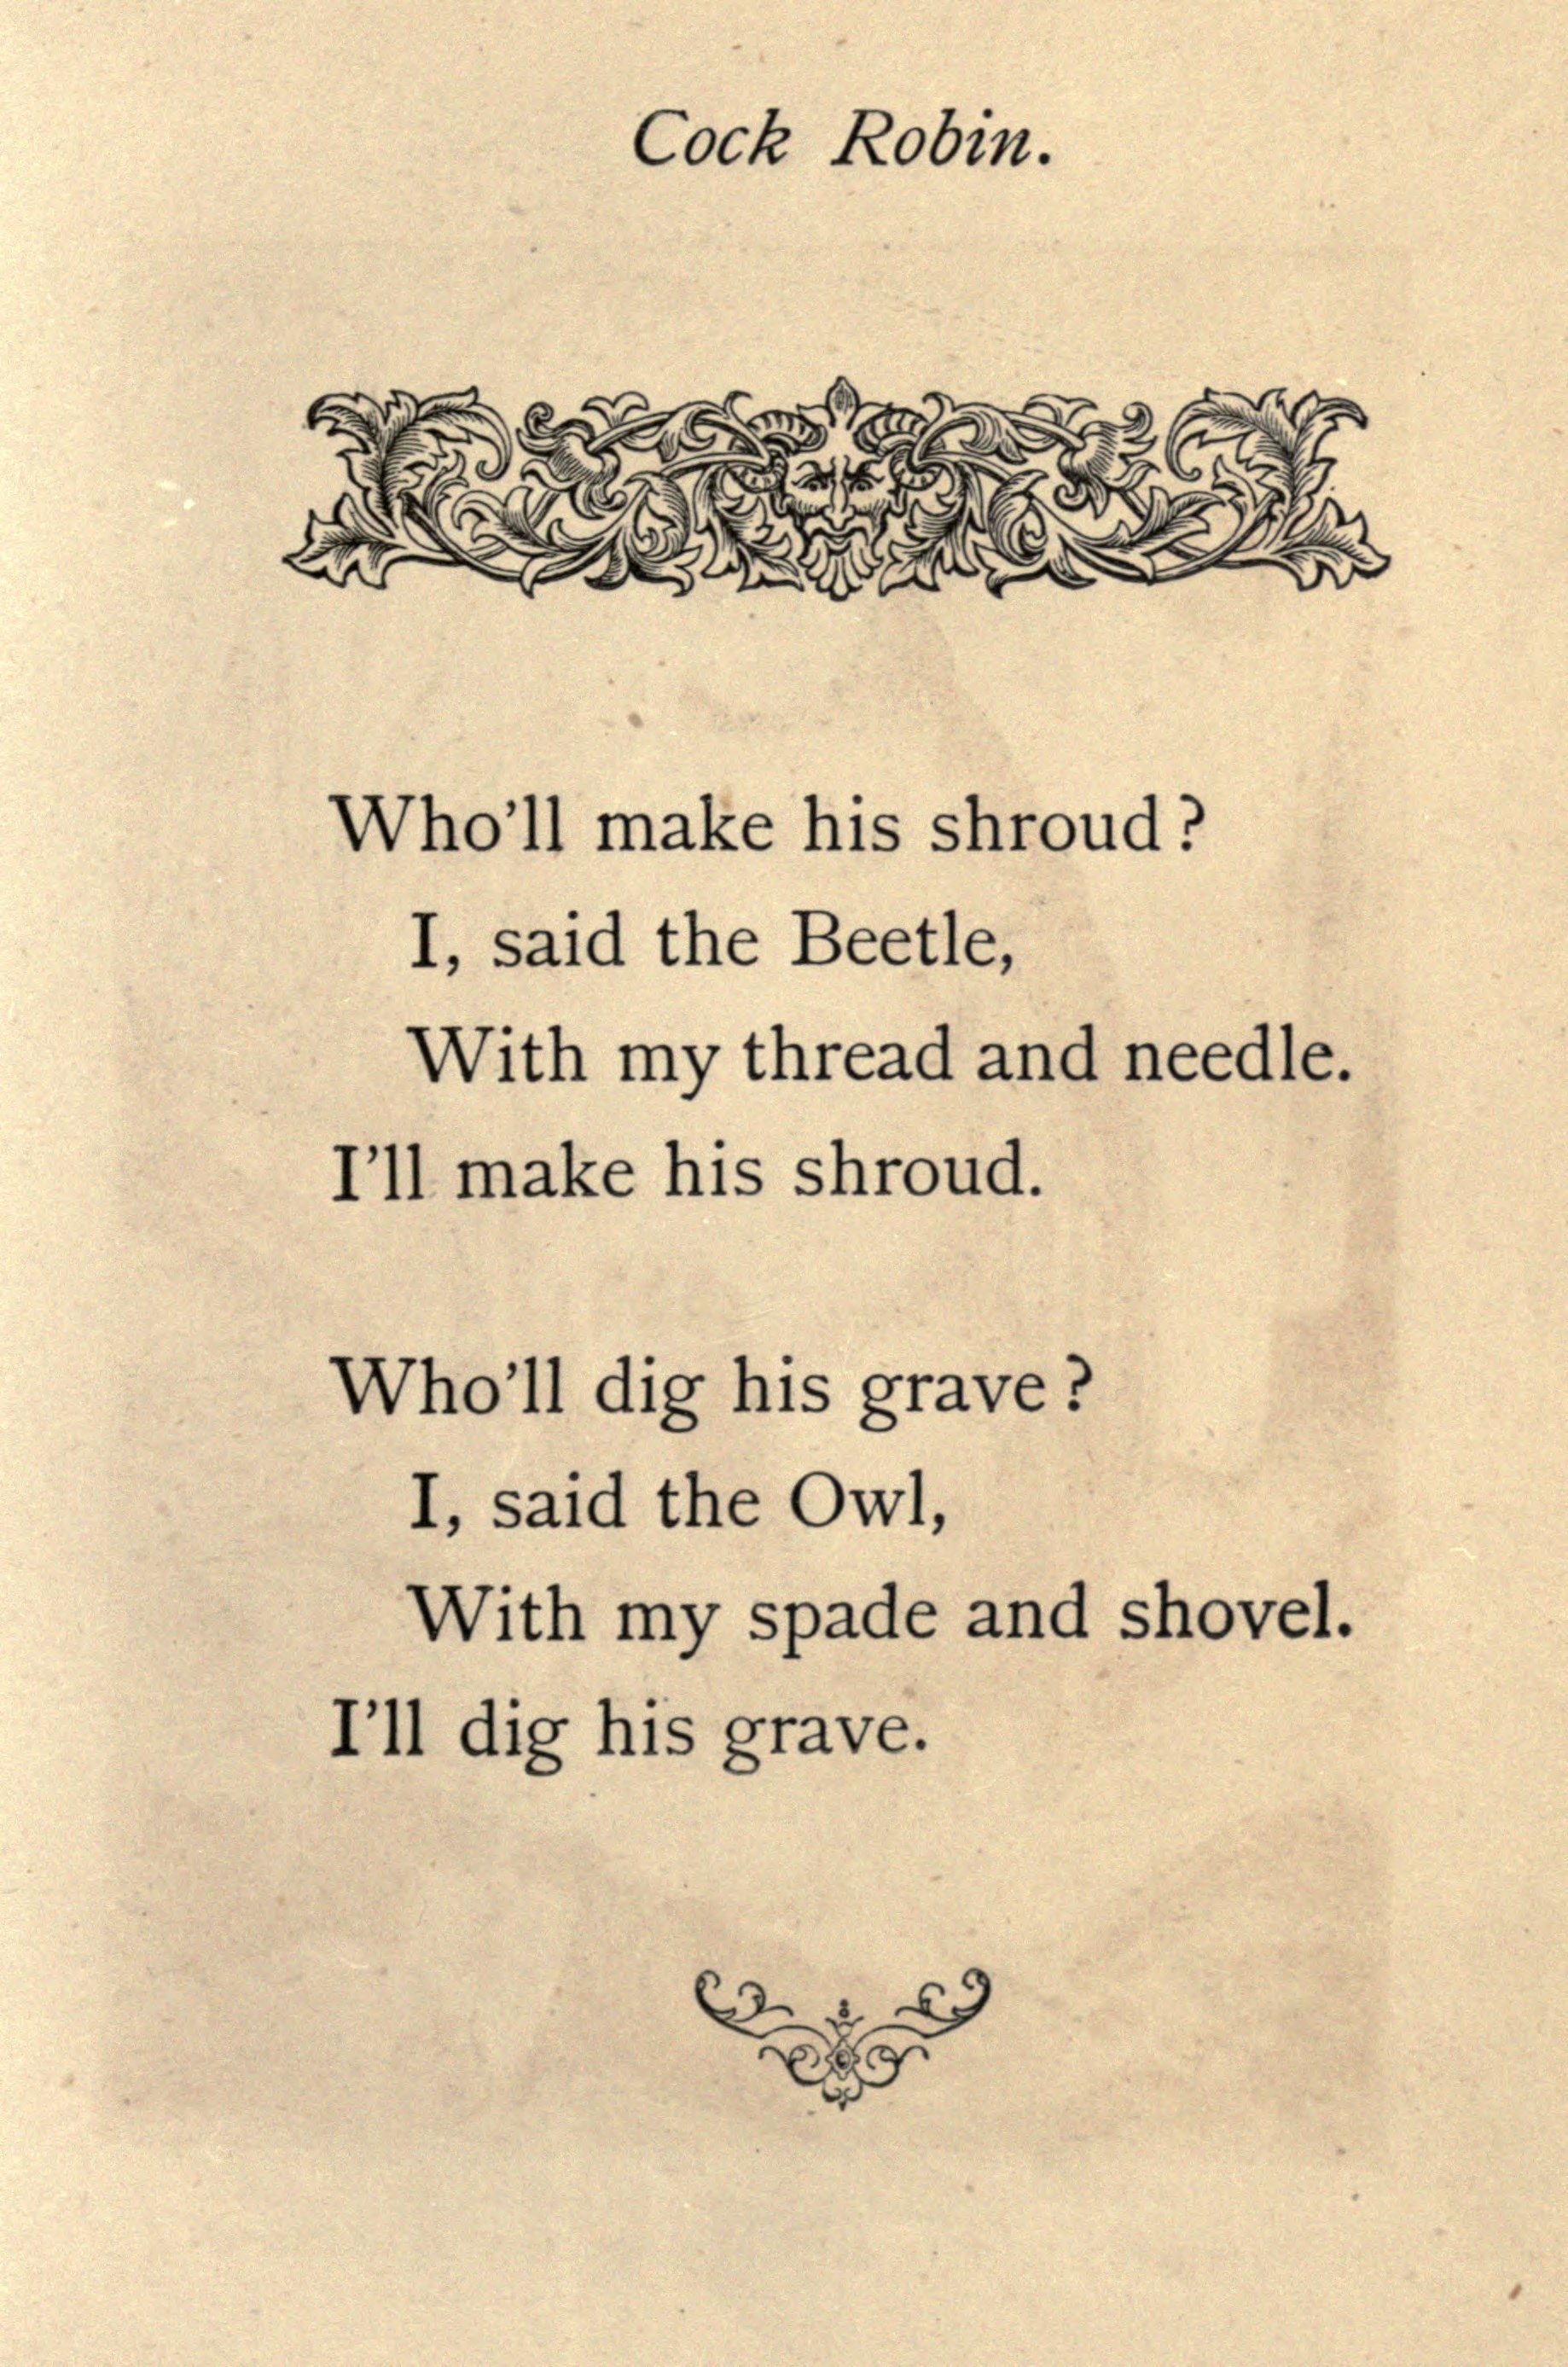 Cock Robin.
Who’ll make his shroud?
I, said the Beetle,
With my thread and needle.
I’ll make his shroud.
Who’ll dig his grave?
I, said the Owl,
With my spade and shovel.
I’ll dig his grave.